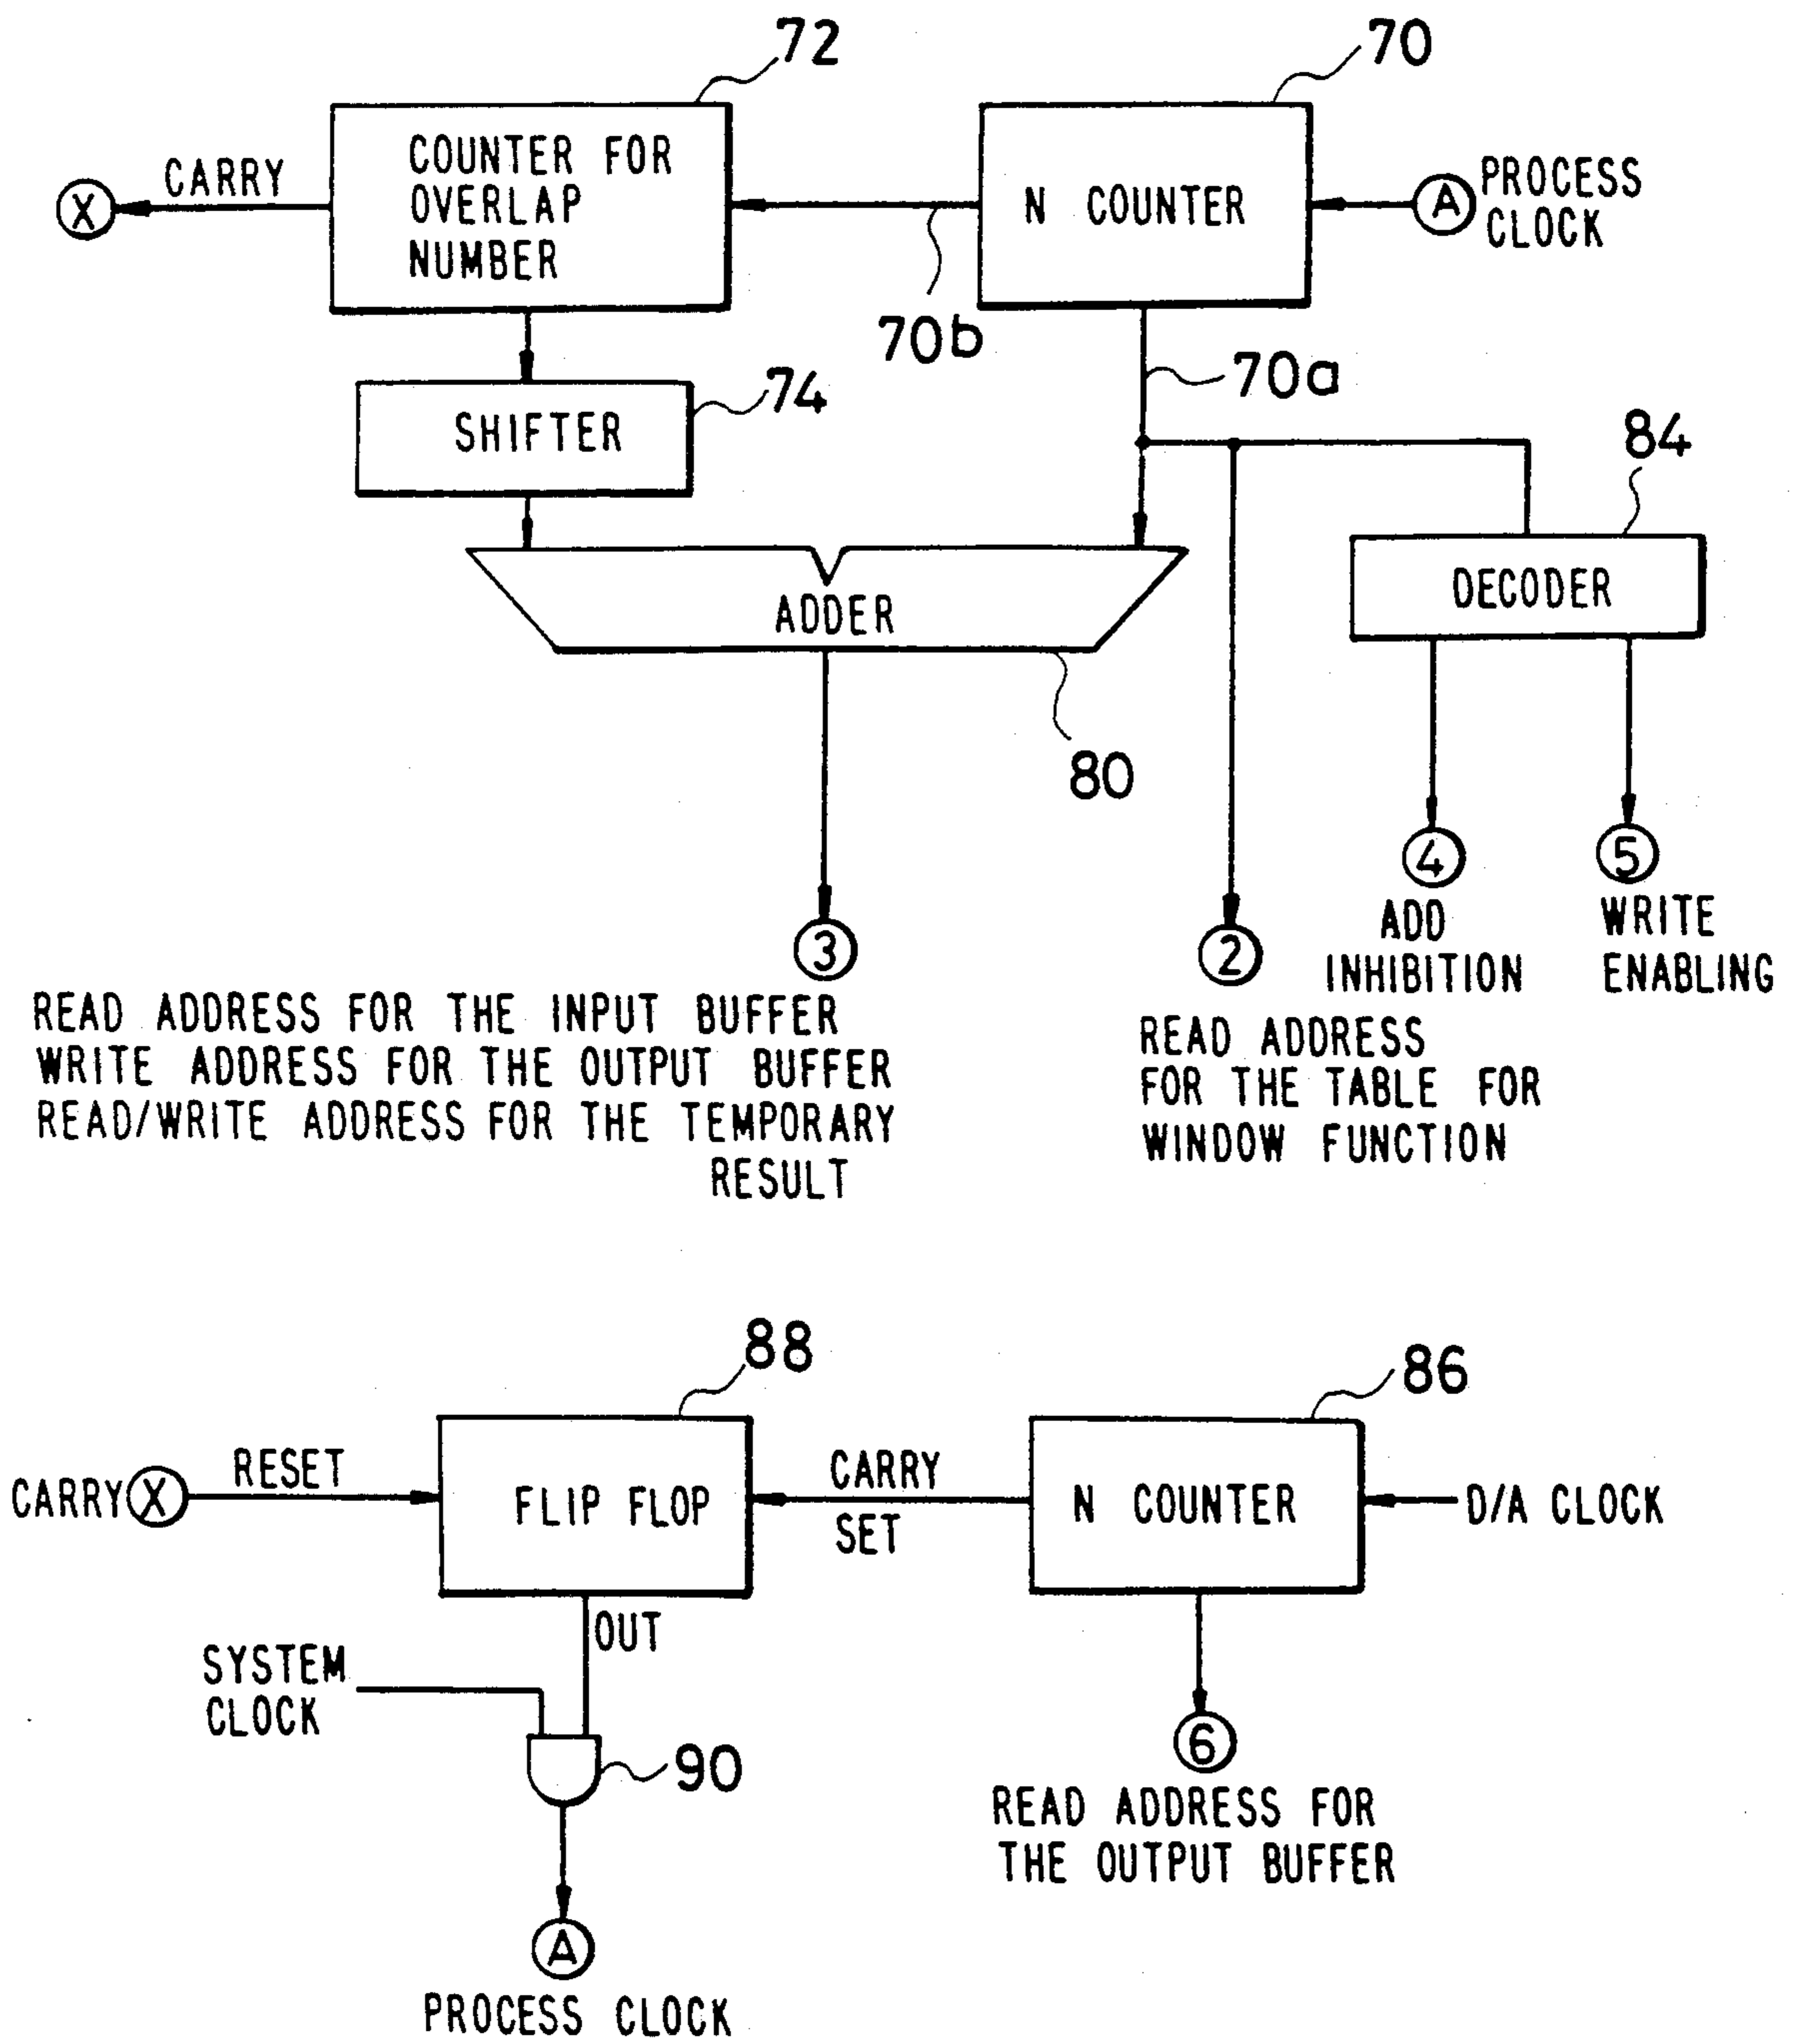 72
70
COUNTER FOR
OVERLAP
NUMBER
N COUNTER
CARRY
X
A
PROCESS
CLOCK
70b
70a
SHIFTER
74
84
DECODER
ADDER
80
4
ADD
INHIBITION
5
WRITE
ENABLING
3
2
READ ADDRESS FOR THE INPUT BUFFER
WRITE ADDRESS FOR THE OUTPUT BUFFER
READ/WRITE ADDRESS FOR THE TEMPORARY
RESULT
READ ADDRESS
FOR THE TABLE FOR
WINDOW FUNCTION
88
86
CARRY X
RESET
FLIP FLOP
CARRY
SET
N COUNTER
D/A CLOCK
OUT
SYSTEM
CLOCK
90
6
READ ADDRESS FOR
THE OUTPUT BUFFER
A
PROCESS CLOCK